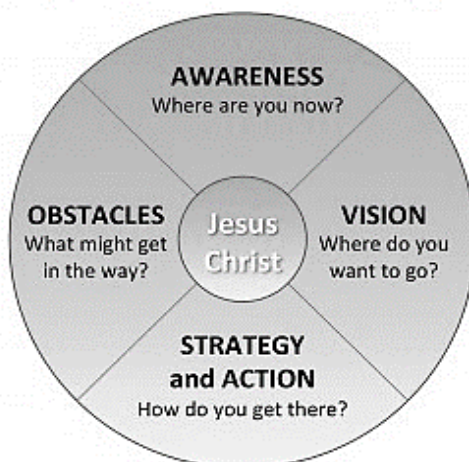 AWARENESS
Where are you now?
OBSTACLES
What might get
in the way?
Jesus
Christ
VISION
Where do you
want to go?
STRATEGY
and ACTION
How do you get there?